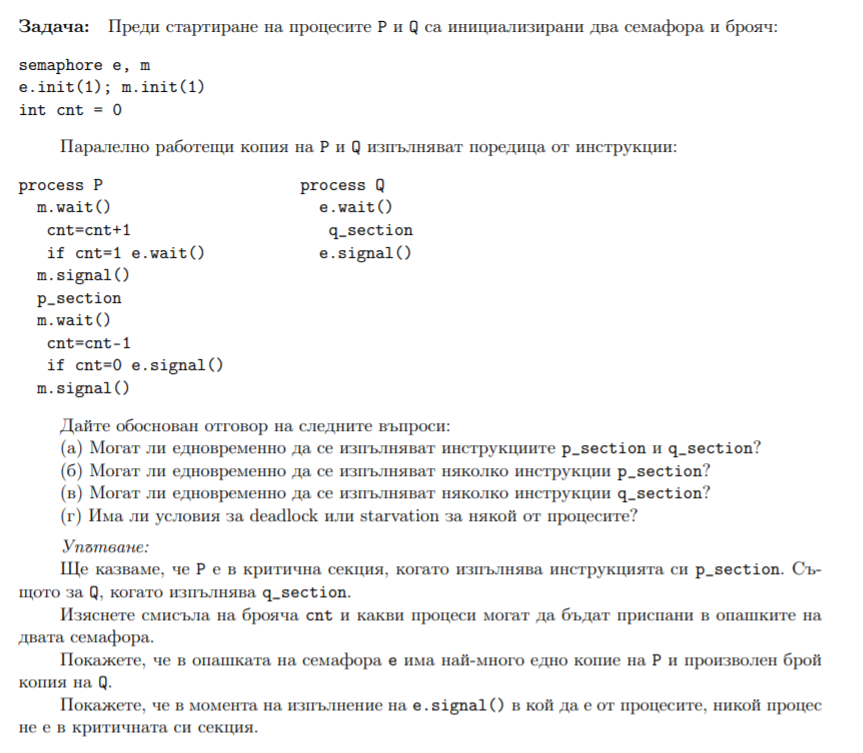 Задача: Преди стартиране на процесите P и Q са инициализирани два семафора и брояч:
semaphore e, m
e.init(1); m.init(1)
int cnt = 0
Паралелно работещи копия на P и Q изпълняват поредица от инструкции:
process P
m.wait()
cnt=cnt+1
if cnt=1 e.wait()
m.signal()
p_section
m.wait()
cnt=cnt-1
if cnt=0 e.signal()
m.signal()
process Q
e.wait()
q_section
e.signal()
Дайте обоснован отговор на следните въпроси:
(а) Могат ли едновременно да се изпълняват инструкциите p_section и q_section?
(б) Могат ли едновременно да се изпълняват няколко инструкции p_section?
(в) Могат ли едновременно да се изпълняват няколко инструкции q_section?
(г) Има ли условия за deadlock или starvation за някой от процесите?
Упътване:
Ще казваме, че P е в критична секция, когато изпълнява инструкцията си p_section. Съ-
щото за Q, когато изпълнява q_section.
Изяснете смисъла на брояча cnt и какви процеси могат да бъдат приспани в опашките на
двата семафора.
Покажете, че в опашката на семафора e има най-много едно копие на P и произволен брой
копия на Q.
Покажете, че в момента на изпълнение на e.signal() в кой да е от процесите, никой процес
не е в критичната си секция.